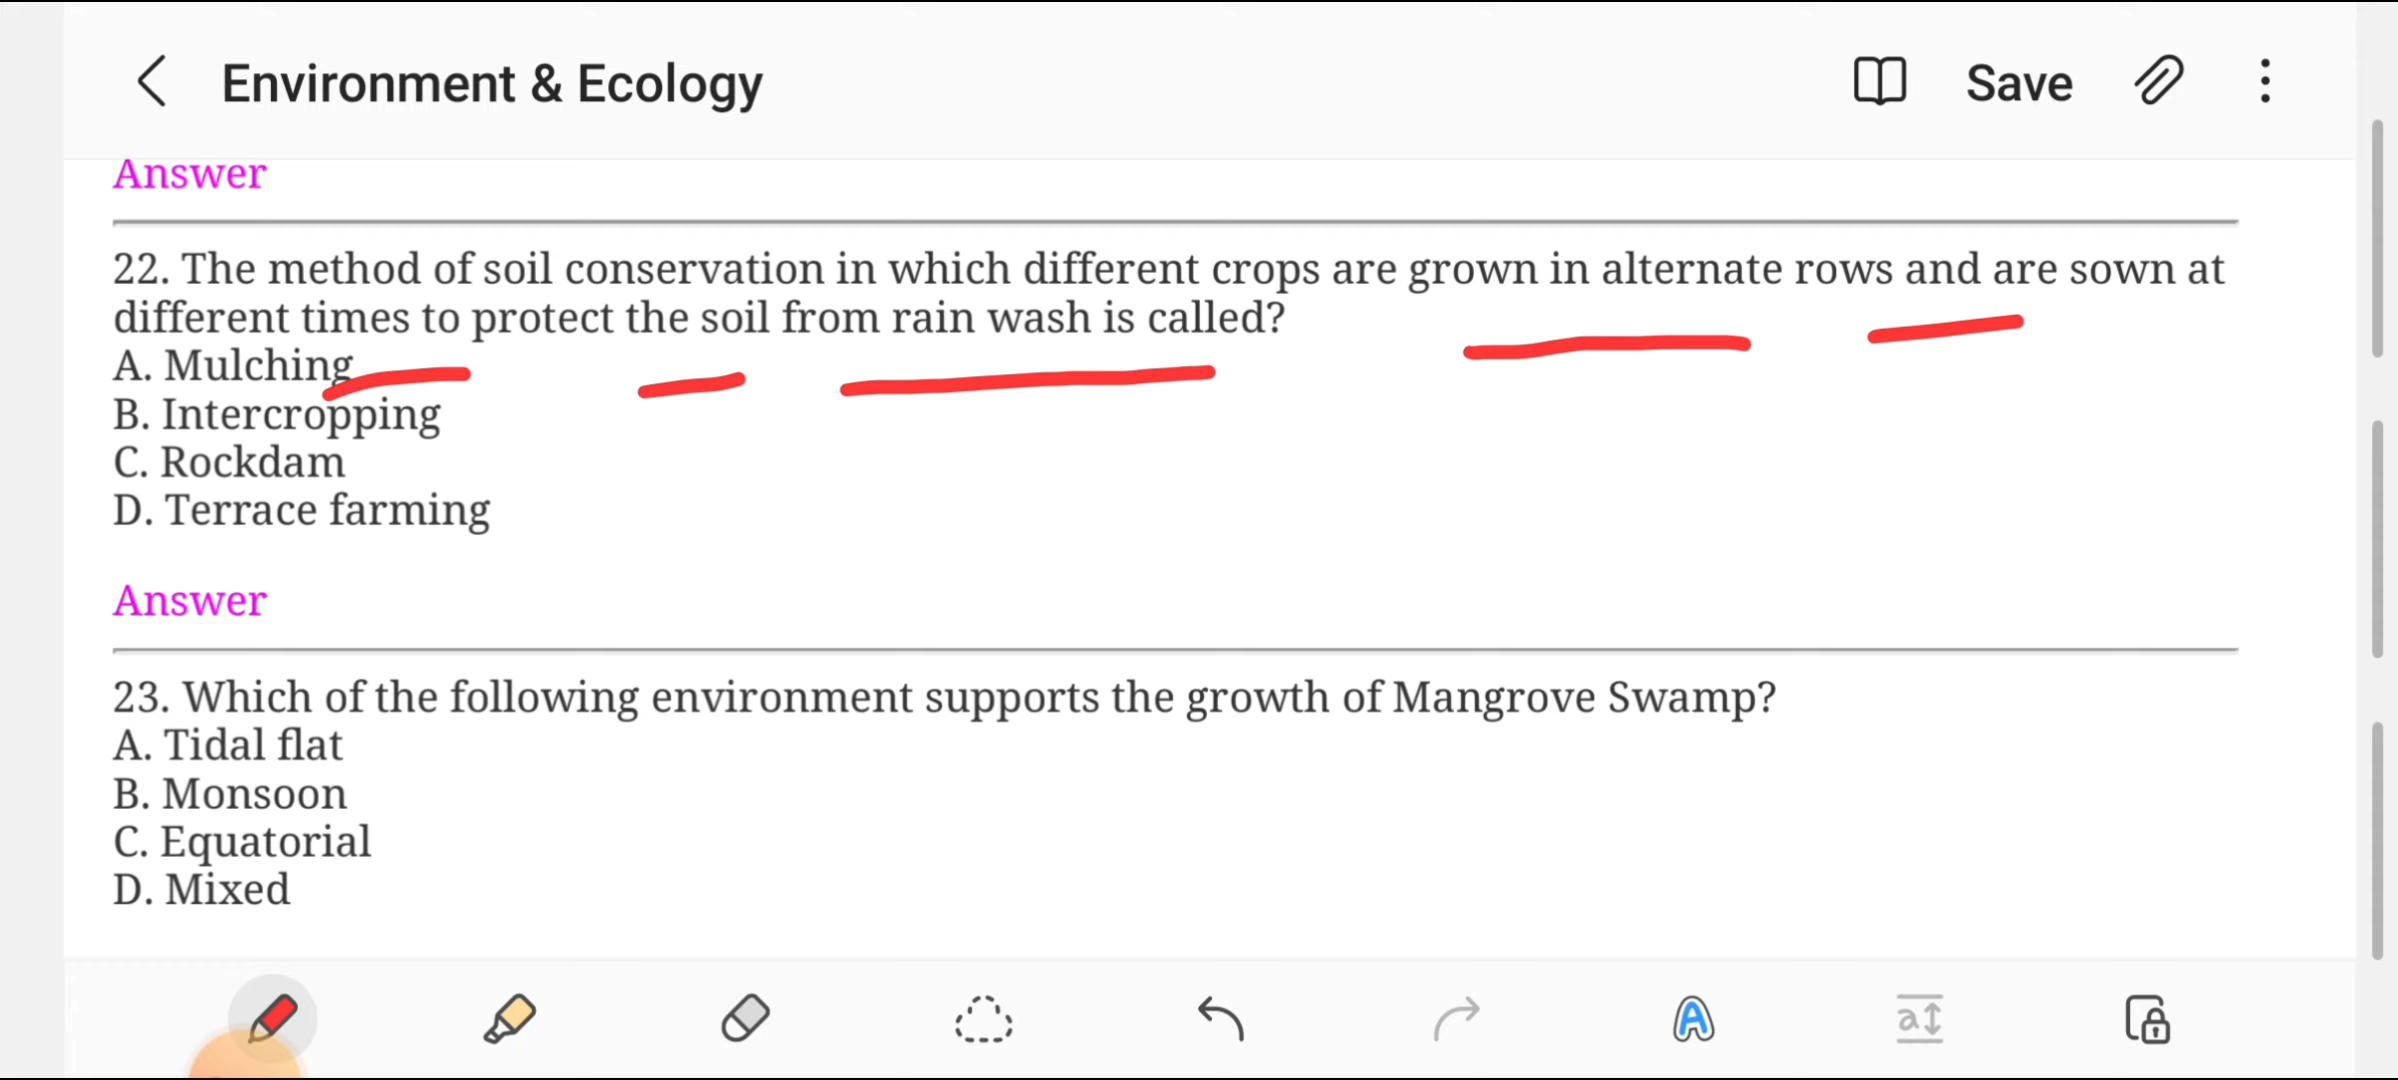 Environment & Ecology
Save
Answer
22. The method of soil conservation in which different crops are grown in alternate rows and are sown at
different times to protect the soil from rain wash is called?
A. Mulching
B. Intercropping
C. Rockdam
D. Terrace farming
Answer
23. Which of the following environment supports the growth of Mangrove Swamp?
A. Tidal flat
B. Monsoon
C. Equatorial
D. Mixed
A
a